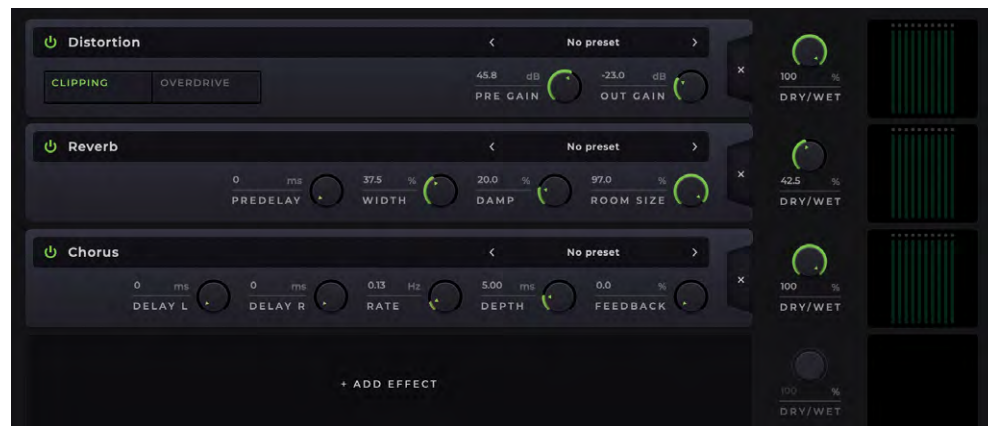 Distortion < No preset > ×
CLIPPING OVERDRIVE
45.8 dB -23.0 dB 100 %
PRE GAIN OUT GAIN DRY/WET
Reverb < No preset > ×
0 ms 37.5 % 20.0 % 97.0 % 42.5 %
PREDELAY WIDTH DAMP ROOM SIZE DRY/WET
Chorus < No preset > ×
0 ms 0 ms 0.13 Hz 5.00 ms 0.0 % 100 %
DELAY L DELAY R RATE DEPTH FEEDBACK DRY/WET
+ ADD EFFECT
100 %
DRY/WET